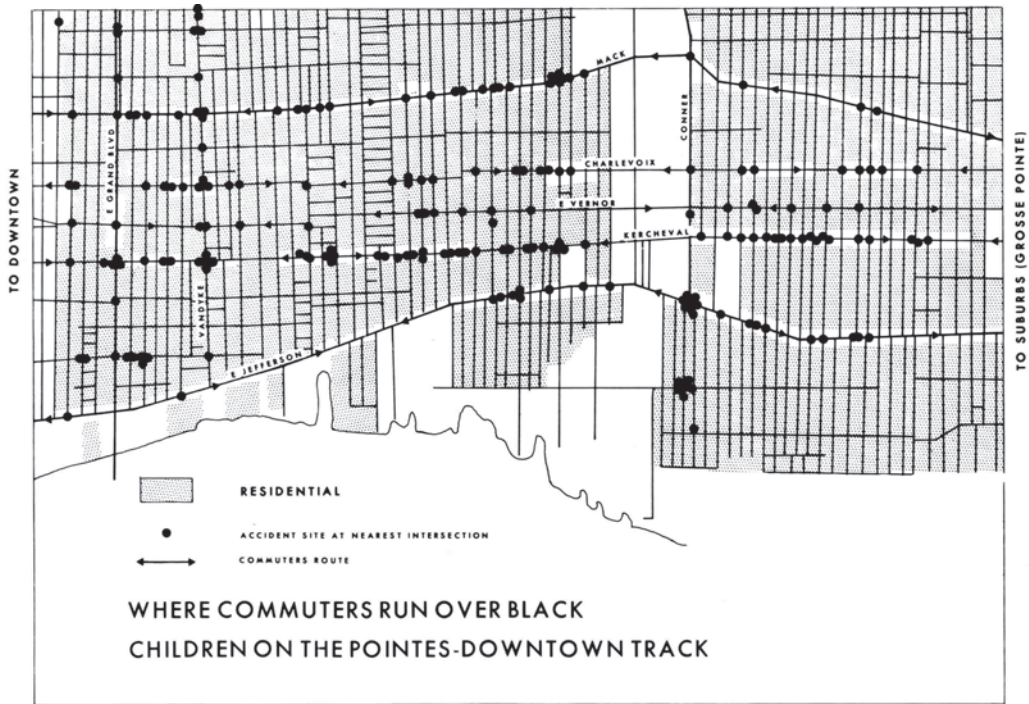 MACK
CONNER
E GRAND BLVD
CHARLEVOIX
E VERNOR
KERCHEVAL
VANDYKE
E JEFFERSON
TO DOWNTOWN
TO SUBURBS (GROSSE POINTE)
RESIDENTIAL
ACCIDENT SITE AT NEAREST INTERSECTION
COMMUTERS ROUTE
WHERE COMMUTERS RUN OVER BLACK
CHILDREN ON THE POINTES-DOWNTOWN TRACK